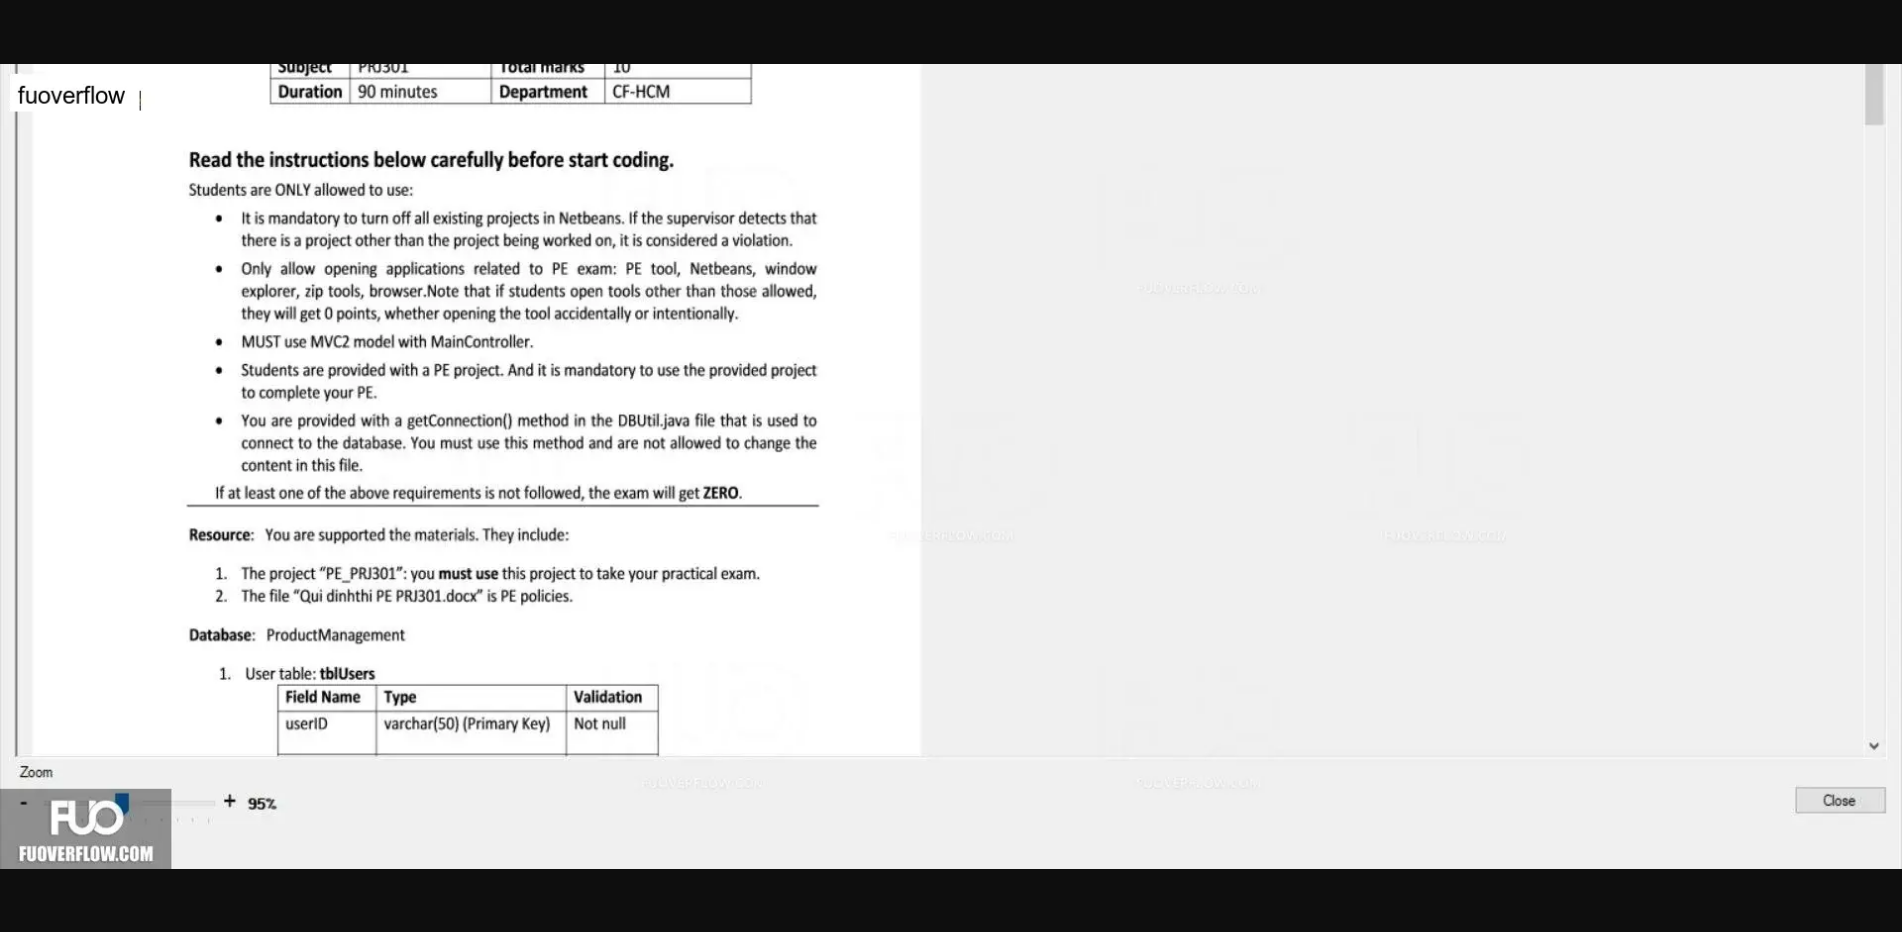 Subject PRJ301 Total marks 10
fuoverflow
Duration 90 minutes Department CF-HCM
Read the instructions below carefully before start coding.
Students are ONLY allowed to use:
• It is mandatory to turn off all existing projects in Netbeans. If the supervisor detects that
there is a project other than the project being worked on, it is considered a violation.
• Only allow opening applications related to PE exam: PE tool, Netbeans, window
explorer, zip tools, browser.Note that if students open tools other than those allowed,
they will get 0 points, whether opening the tool accidentally or intentionally.
• MUST use MVC2 model with MainController.
• Students are provided with a PE project. And it is mandatory to use the provided project
to complete your PE.
• You are provided with a getConnection() method in the DBUtil.java file that is used to
connect to the database. You must use this method and are not allowed to change the
content in this file.
If at least one of the above requirements is not followed, the exam will get ZERO.
Resource: You are supported the materials. They include:
1. The project “PE_PRJ301”: you must use this project to take your practical exam.
2. The file “Qui dinhthi PE PRJ301.docx” is PE policies.
Database: ProductManagement
1. User table: tblUsers
Field Name Type Validation
userID varchar(50) (Primary Key) Not null
FUOVERFLOW.COM
FUOVERFLOW.COM
FUOVERFLOW.COM
FUOVERFLOW.COM
FUOVERFLOW.COM
Zoom
- + 95%
Close
FUO
FUOVERFLOW.COM